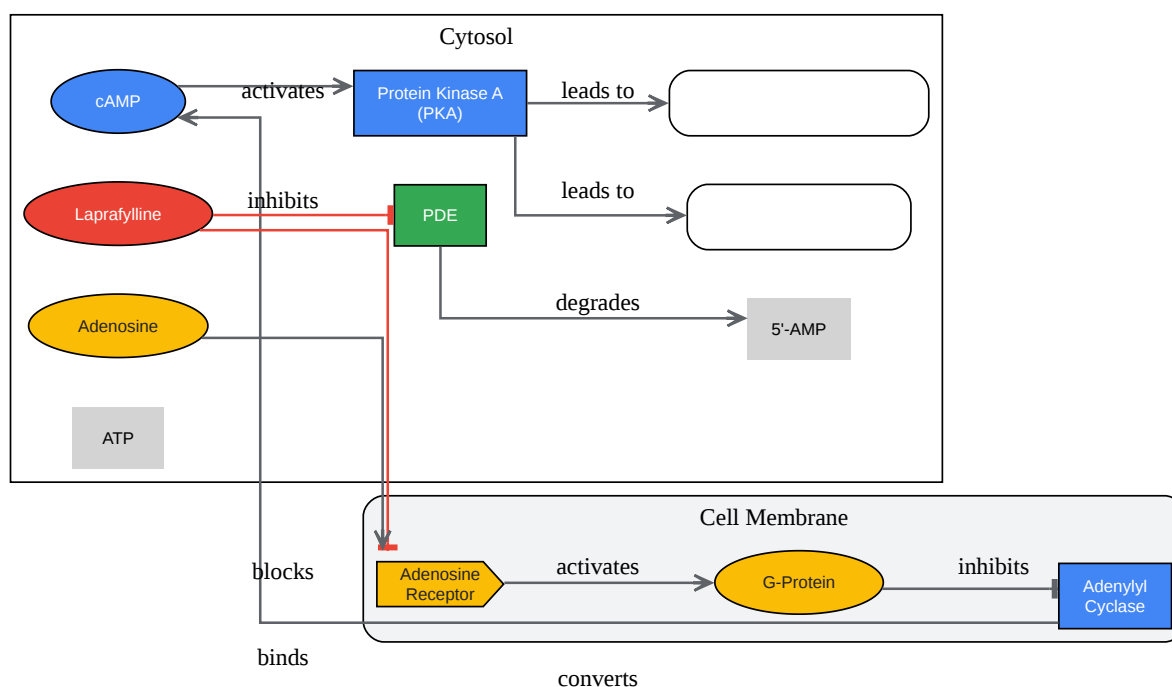 Cytosol
cAMP
activates
Protein Kinase A
(PKA)
leads to
leads to
Laprafylline
inhibits
PDE
degrades
Adenosine
5'-AMP
ATP
Cell Membrane
blocks
Adenosine
Receptor
activates
G-Protein
inhibits
Adenylyl
Cyclase
binds
converts